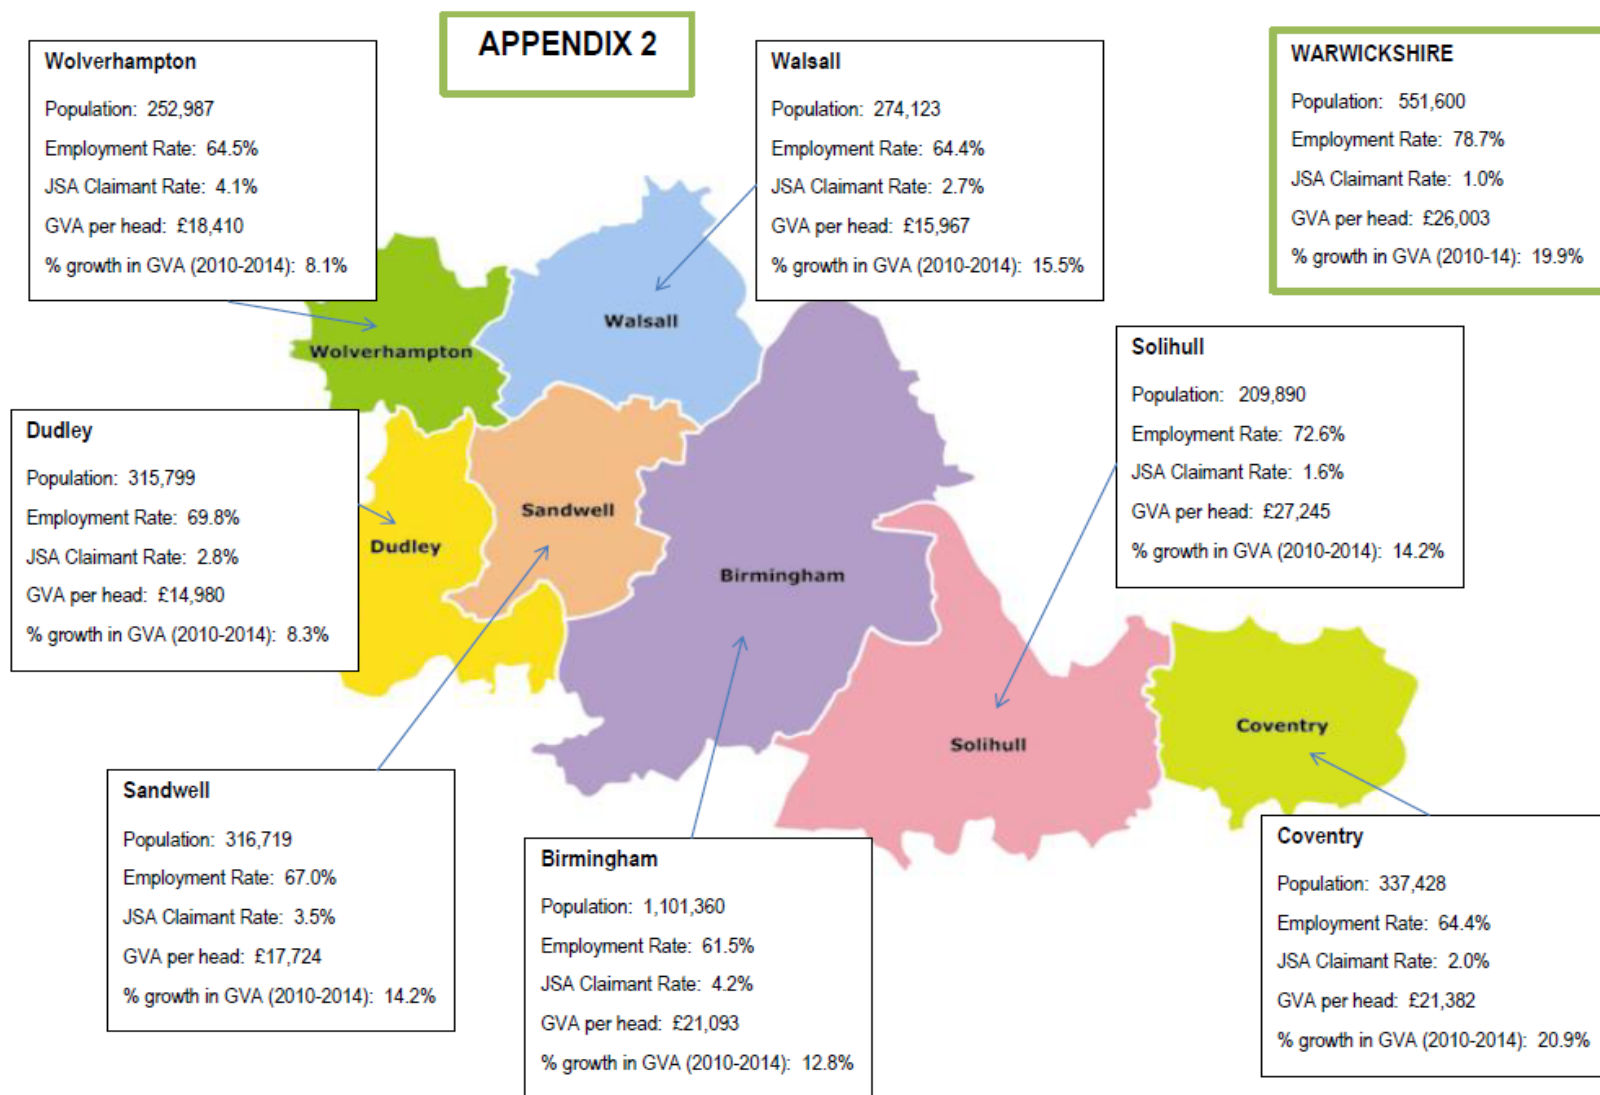 APPENDIX 2
Wolverhampton
Population: 252,987
Employment Rate: 64.5%
JSA Claimant Rate: 4.1%
GVA per head: £18,410
% growth in GVA (2010-2014): 8.1%
Walsall
Population: 274,123
Employment Rate: 64.4%
JSA Claimant Rate: 2.7%
GVA per head: £15,967
% growth in GVA (2010-2014): 15.5%
WARWICKSHIRE
Population: 551,600
Employment Rate: 78.7%
JSA Claimant Rate: 1.0%
GVA per head: £26,003
% growth in GVA (2010-14): 19.9%
Solihull
Population: 209,890
Employment Rate: 72.6%
JSA Claimant Rate: 1.6%
GVA per head: £27,245
% growth in GVA (2010-2014): 14.2%
Dudley
Population: 315,799
Employment Rate: 69.8%
JSA Claimant Rate: 2.8%
GVA per head: £14,980
% growth in GVA (2010-2014): 8.3%
Walsall
Wolverhampton
Sandwell
Dudley
Birmingham
Solihull
Coventry
Sandwell
Population: 316,719
Employment Rate: 67.0%
JSA Claimant Rate: 3.5%
GVA per head: £17,724
% growth in GVA (2010-2014): 14.2%
Birmingham
Population: 1,101,360
Employment Rate: 61.5%
JSA Claimant Rate: 4.2%
GVA per head: £21,093
% growth in GVA (2010-2014): 12.8%
Coventry
Population: 337,428
Employment Rate: 64.4%
JSA Claimant Rate: 2.0%
GVA per head: £21,382
% growth in GVA (2010-2014): 20.9%